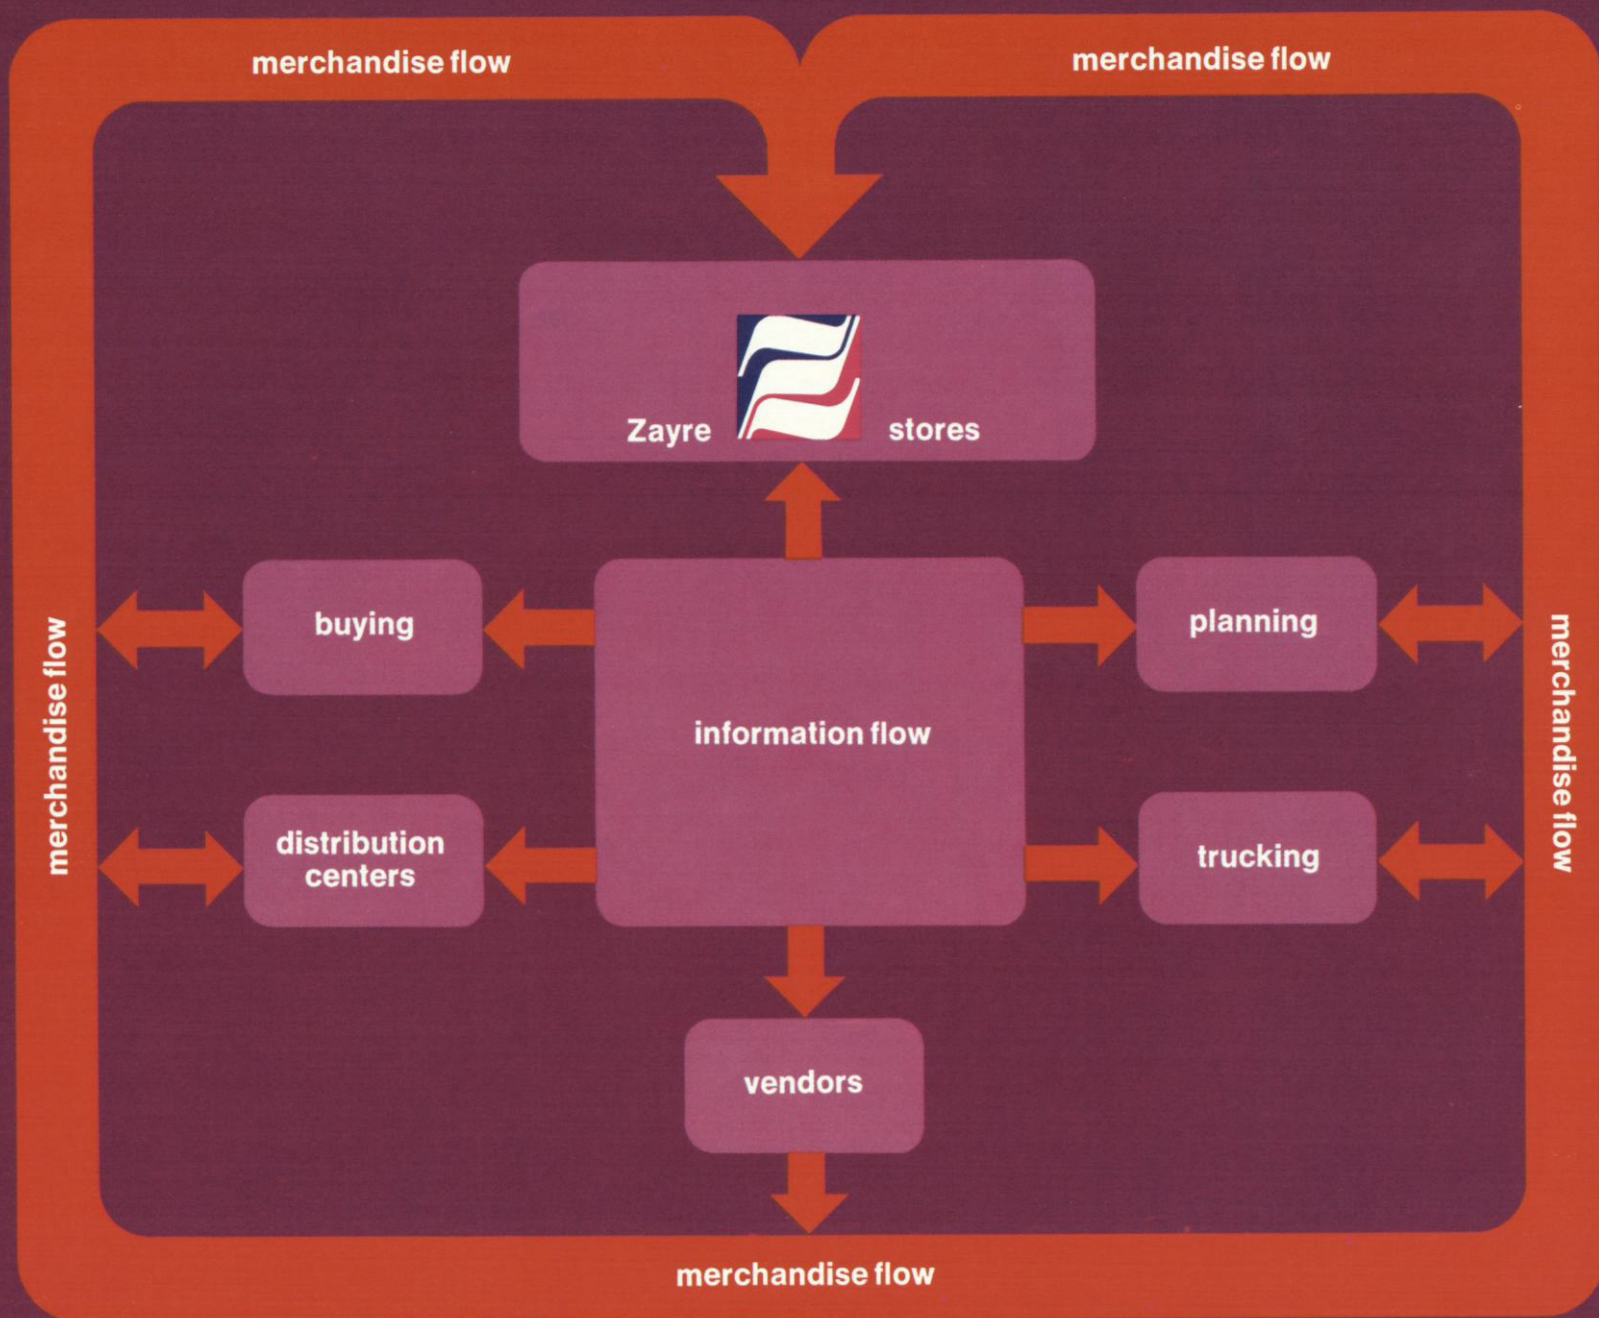 merchandise flow
merchandise flow
Zayre stores
buying
planning
information flow
merchandise flow
merchandise flow
distribution
centers
trucking
vendors
merchandise flow